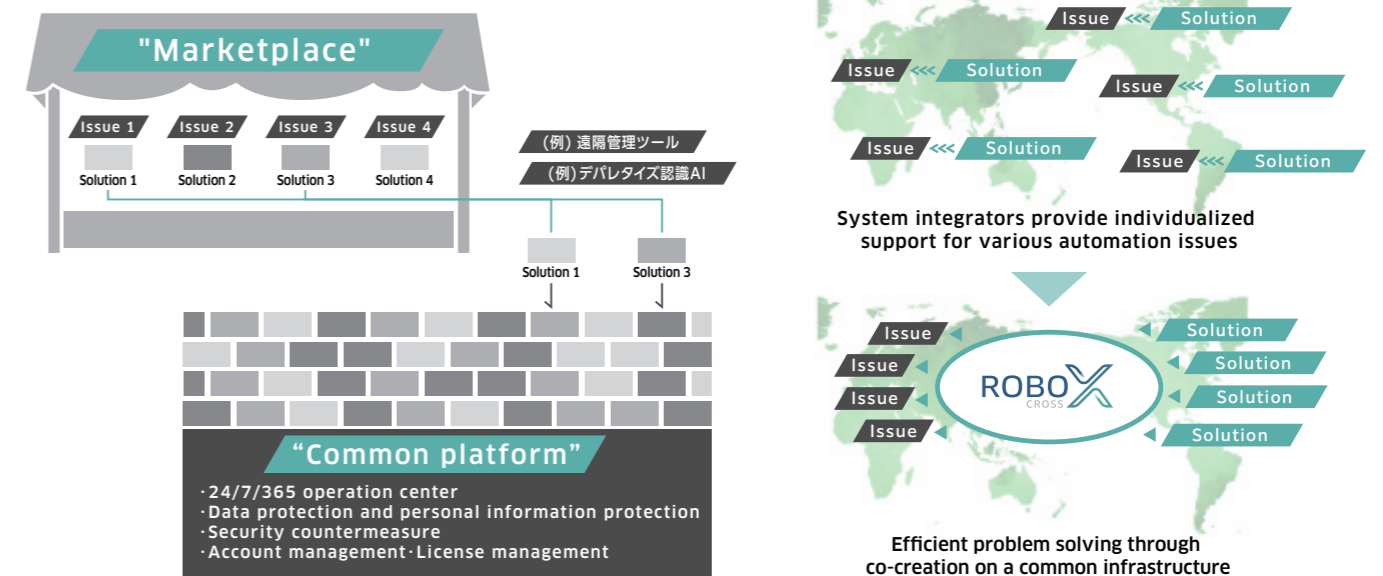 "Marketplace"
Issue 1
Issue 2
Issue 3
Issue 4
Solution 1
Solution 2
Solution 3
Solution 4
(例) 遠隔管理ツール
(例) デパレタイズ認識AI
Solution 1
Solution 3
“Common platform”
·24/7/365 operation center
·Data protection and personal information protection
·Security countermeasure
·Account management·License management
Issue <<< Solution
Issue <<< Solution
Issue <<< Solution
Issue <<< Solution
Issue <<< Solution
System integrators provide individualized
support for various automation issues
Issue
Issue
Issue
Issue
ROBO X
CROSS
Solution
Solution
Solution
Solution
Efficient problem solving through
co-creation on a common infrastructure